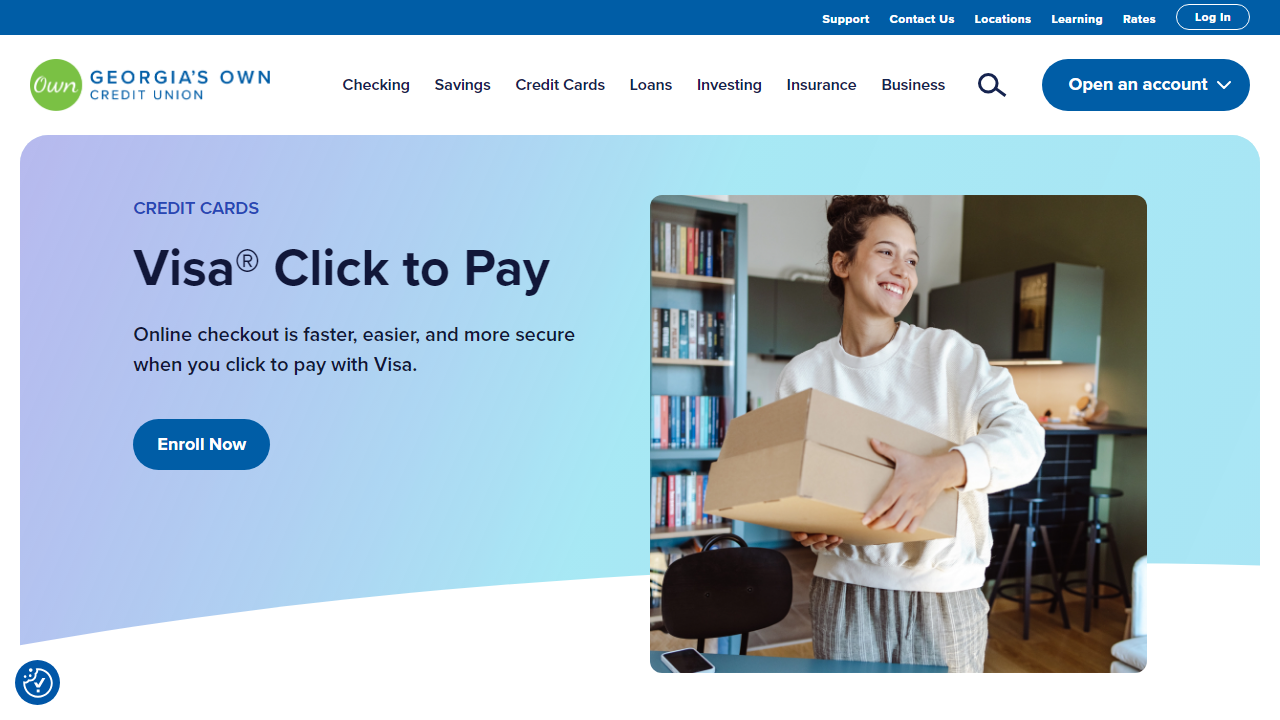 Support Contact Us Locations Learning Rates Log In
Own GEORGIA'S OWN
CREDIT UNION
Checking Savings Credit Cards Loans Investing Insurance Business Open an account
CREDIT CARDS
Visa® Click to Pay
Online checkout is faster, easier, and more secure
when you click to pay with Visa.
Enroll Now